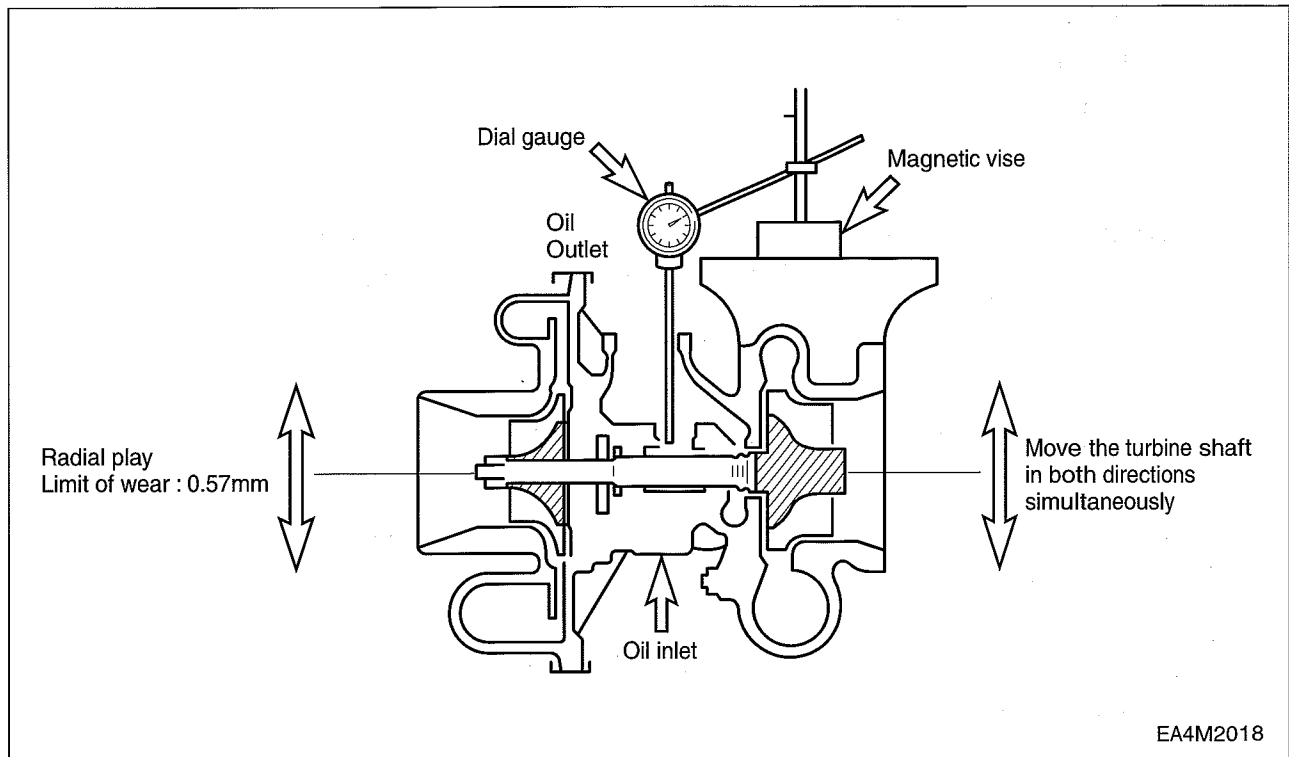 Dial gauge
Magnetic vise
Oil
Outlet
Radial play
Limit of wear : 0.57mm
Move the turbine shaft
in both directions
simultaneously
Oil inlet
EA4M2018